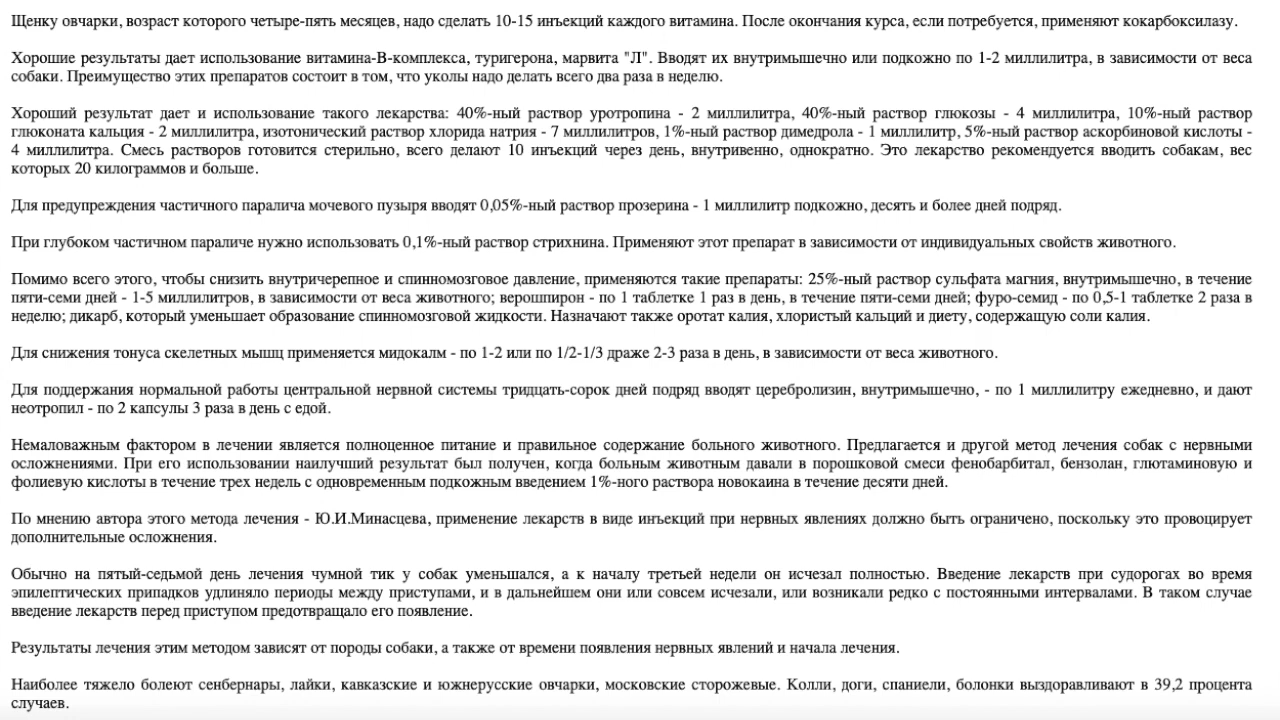 Щенку овчарки, возраст которого четыре-пять месяцев, надо сделать 10-15 инъекций каждого витамина. После окончания курса, если потребуется, применяют кокарбоксилазу.
Хорошие результаты дает использование витамина-В-комплекса, туригерона, марвита "Л". Вводят их внутримышечно или подкожно по 1-2 миллилитра, в зависимости от веса
собаки. Преимущество этих препаратов состоит в том, что уколы надо делать всего два раза в неделю.
Хороший результат дает и использование такого лекарства: 40%-ный раствор уротропина - 2 миллилитра, 40%-ный раствор глюкозы - 4 миллилитра, 10%-ный раствор
глюконата кальция - 2 миллилитра, изотонический раствор хлорида натрия - 7 миллилитров, 1%-ный раствор димедрола - 1 миллилитр, 5%-ный раствор аскорбиновой кислоты -
4 миллилитра. Смесь растворов готовится стерильно, всего делают 10 инъекций через день, внутривенно, однократно. Это лекарство рекомендуется вводить собакам, вес
которых 20 килограммов и больше.
Для предупреждения частичного паралича мочевого пузыря вводят 0,05%-ный раствор прозерина - 1 миллилитр подкожно, десять и более дней подряд.
При глубоком частичном параличе нужно использовать 0,1%-ный раствор стрихнина. Применяют этот препарат в зависимости от индивидуальных свойств животного.
Помимо всего этого, чтобы снизить внутричерепное и спинномозговое давление, применяются такие препараты: 25%-ный раствор сульфата магния, внутримышечно, в течение
пяти-семи дней - 1-5 миллилитров, в зависимости от веса животного; верошпирон - по 1 таблетке 1 раз в день, в течение пяти-семи дней; фуро-семид - по 0,5-1 таблетке 2 раза в
неделю; дикарб, который уменьшает образование спинномозговой жидкости. Назначают также оротат калия, хлористый кальций и диету, содержащую соли калия.
Для снижения тонуса скелетных мышц применяется мидокалм - по 1-2 или по 1/2-1/3 драже 2-3 раза в день, в зависимости от веса животного.
Для поддержания нормальной работы центральной нервной системы тридцать-сорок дней подряд вводят церебролизин, внутримышечно, - по 1 миллилитру ежедневно, и дают
неотропил - по 2 капсулы 3 раза в день с едой.
Немаловажным фактором в лечении является полноценное питание и правильное содержание больного животного. Предлагается и другой метод лечения собак с нервными
осложнениями. При его использовании наилучший результат был получен, когда больным животным давали в порошковой смеси фенобарбитал, бензолан, глютаминовую и
фолиевую кислоты в течение трех недель с одновременным подкожным введением 1%-ного раствора новокаина в течение десяти дней.
По мнению автора этого метода лечения - Ю.И.Минасцева, применение лекарств в виде инъекций при нервных явлениях должно быть ограничено, поскольку это провоцирует
дополнительные осложнения.
Обычно на пятый-седьмой день лечения чумной тик у собак уменьшался, а к началу третьей недели он исчезал полностью. Введение лекарств при судорогах во время
эпилептических припадков удлиняло периоды между приступами, и в дальнейшем они или совсем исчезали, или возникали редко с постоянными интервалами. В таком случае
введение лекарств перед приступом предотвращало его появление.
Результаты лечения этим методом зависят от породы собаки, а также от времени появления нервных явлений и начала лечения.
Наиболее тяжело болеют сенбернары, лайки, кавказские и южнерусские овчарки, московские сторожевые. Колли, доги, спаниели, болонки выздоравливают в 39,2 процента
случаев.